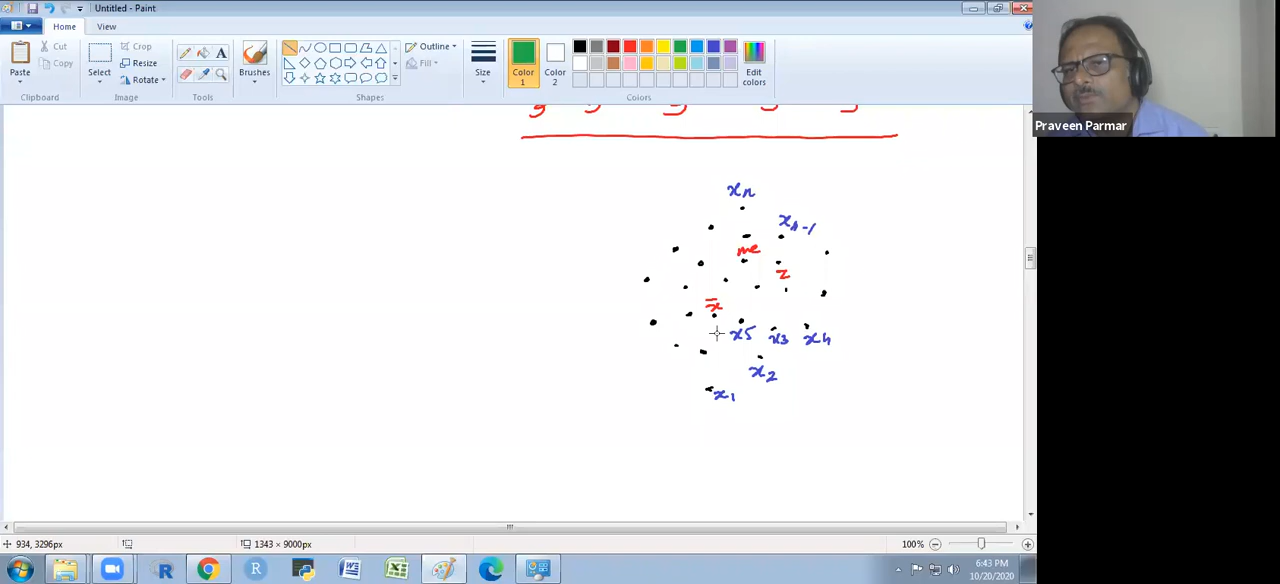 Untitled - Paint
Home
View
Paste
Cut
Copy
Clipboard
Select
Crop
Resize
Rotate
Image
Tools
Brushes
Outline
Fill
Shapes
Size
Color 1
Color 2
Edit colors
Colors
Praveen Parmar
xn
xn-1
me
z
x̄
x5
x3
x4
x2
x1
934, 3296px
1343 × 9000px
100%
6:43 PM
10/20/2020